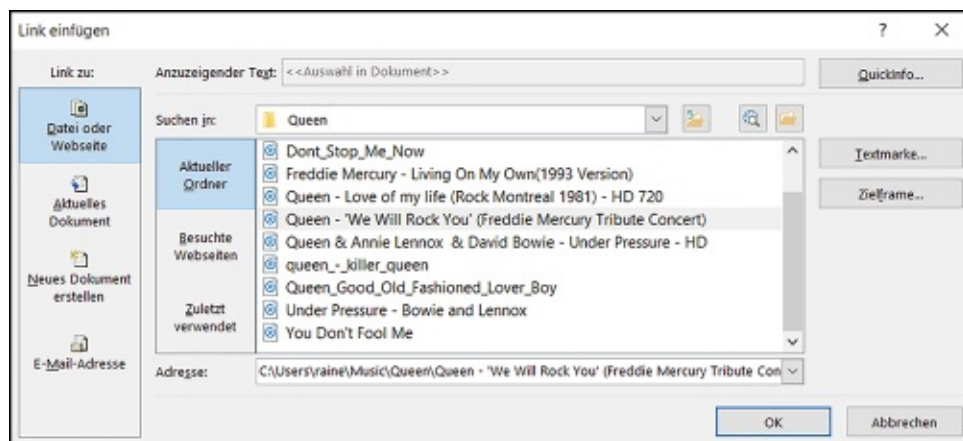 Link einfügen
? ×
Link zu:
Anzuzeigender Text:
<<Auswahl in Dokument>>
QuickInfo...
Datei oder
Webseite
Aktuelles
Dokument
Neues Dokument
erstellen
E-Mail-Adresse
Suchen in:
Queen
Aktueller
Ordner
Besuchte
Webseiten
Zuletzt
verwendet
Dont_Stop_Me_Now
Freddie Mercury - Living On My Own(1993 Version)
Queen - Love of my life (Rock Montreal 1981) - HD 720
Queen - 'We Will Rock You' (Freddie Mercury Tribute Concert)
Queen & Annie Lennox & David Bowie - Under Pressure - HD
queen_-_killer_queen
Queen_Good_Old_Fashioned_Lover_Boy
Under Pressure - Bowie and Lennox
You Don't Fool Me
Textmarke...
Zielframe...
Adresse:
C:\Users\raine\Music\Queen\Queen - 'We Will Rock You' (Freddie Mercury Tribute Con
OK
Abbrechen